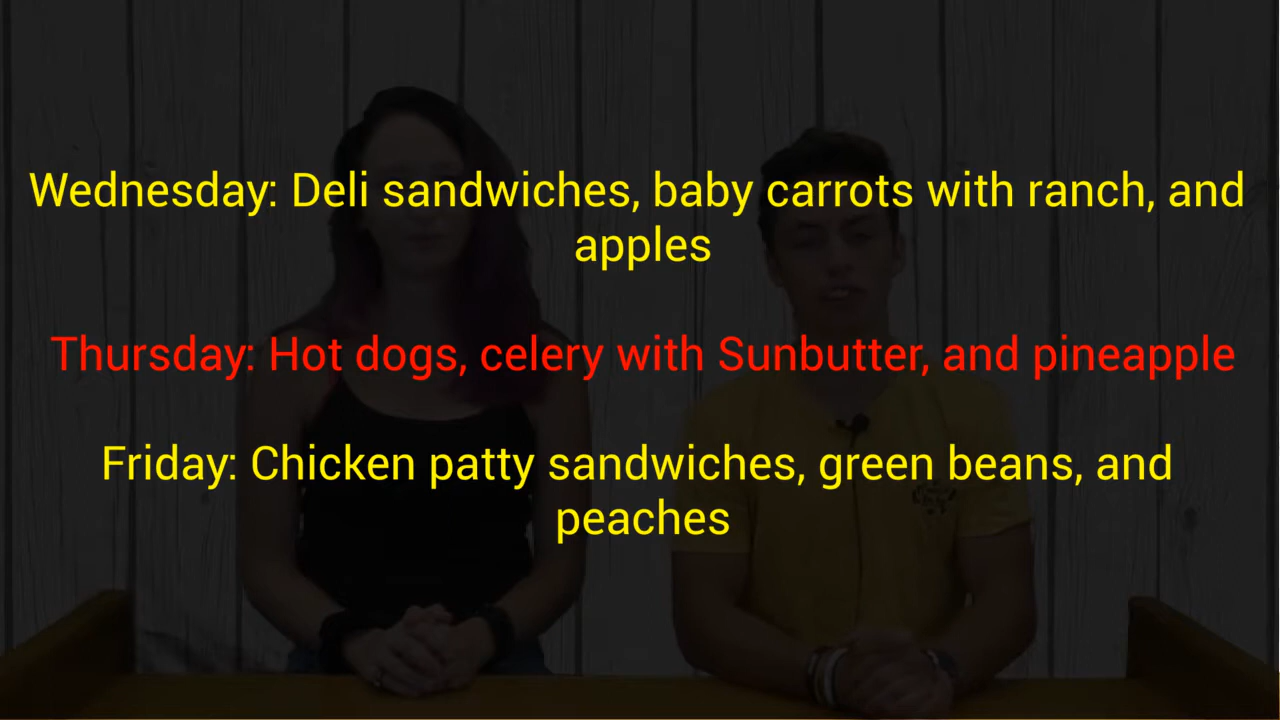 Wednesday: Deli sandwiches, baby carrots with ranch, and
apples
Thursday: Hot dogs, celery with Sunbutter, and pineapple
Friday: Chicken patty sandwiches, green beans, and
peaches